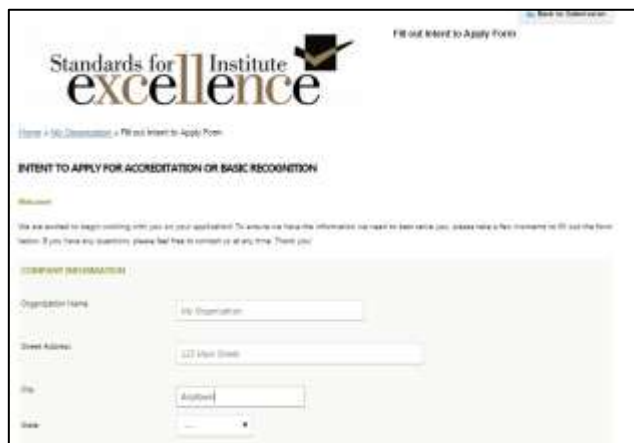 Back to Submission
Fill out Intent to Apply Form
Standards for Institute
excellence
Home » My Organization » Fill out Intent to Apply Form
INTENT TO APPLY FOR ACCREDITATION OR BASIC RECOGNITION
Welcome!
We are excited to begin working with you on your application! To ensure we have the information we need to best serve you, please take a few moments to fill out the form
below. If you have any questions, please feel free to contact us at any time. Thank you!
COMPANY INFORMATION
Organization Name
My Organization
Street Address
123 Main Street
City
State